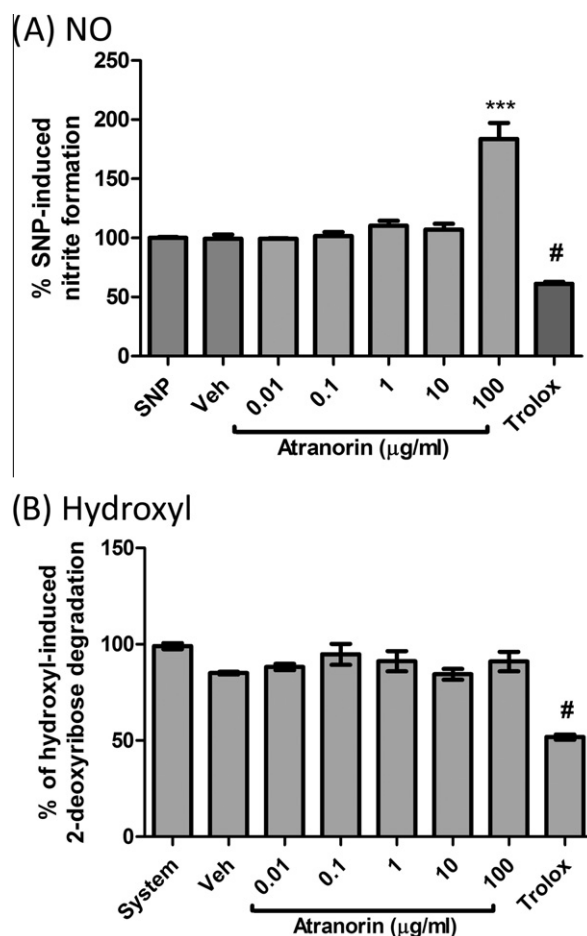 (A) NO
% SNP-induced
nitrite formation
250
200
150
100
50
0
***
#
SNP
Veh
0.01
0.1
1
10
100
Trolox
Atranorin (μg/ml)
(B) Hydroxyl
% of hydroxyl-induced
2-deoxyribose degradation
150
100
50
0
#
System
Veh
0.01
0.1
1
10
100
Trolox
Atranorin (μg/ml)